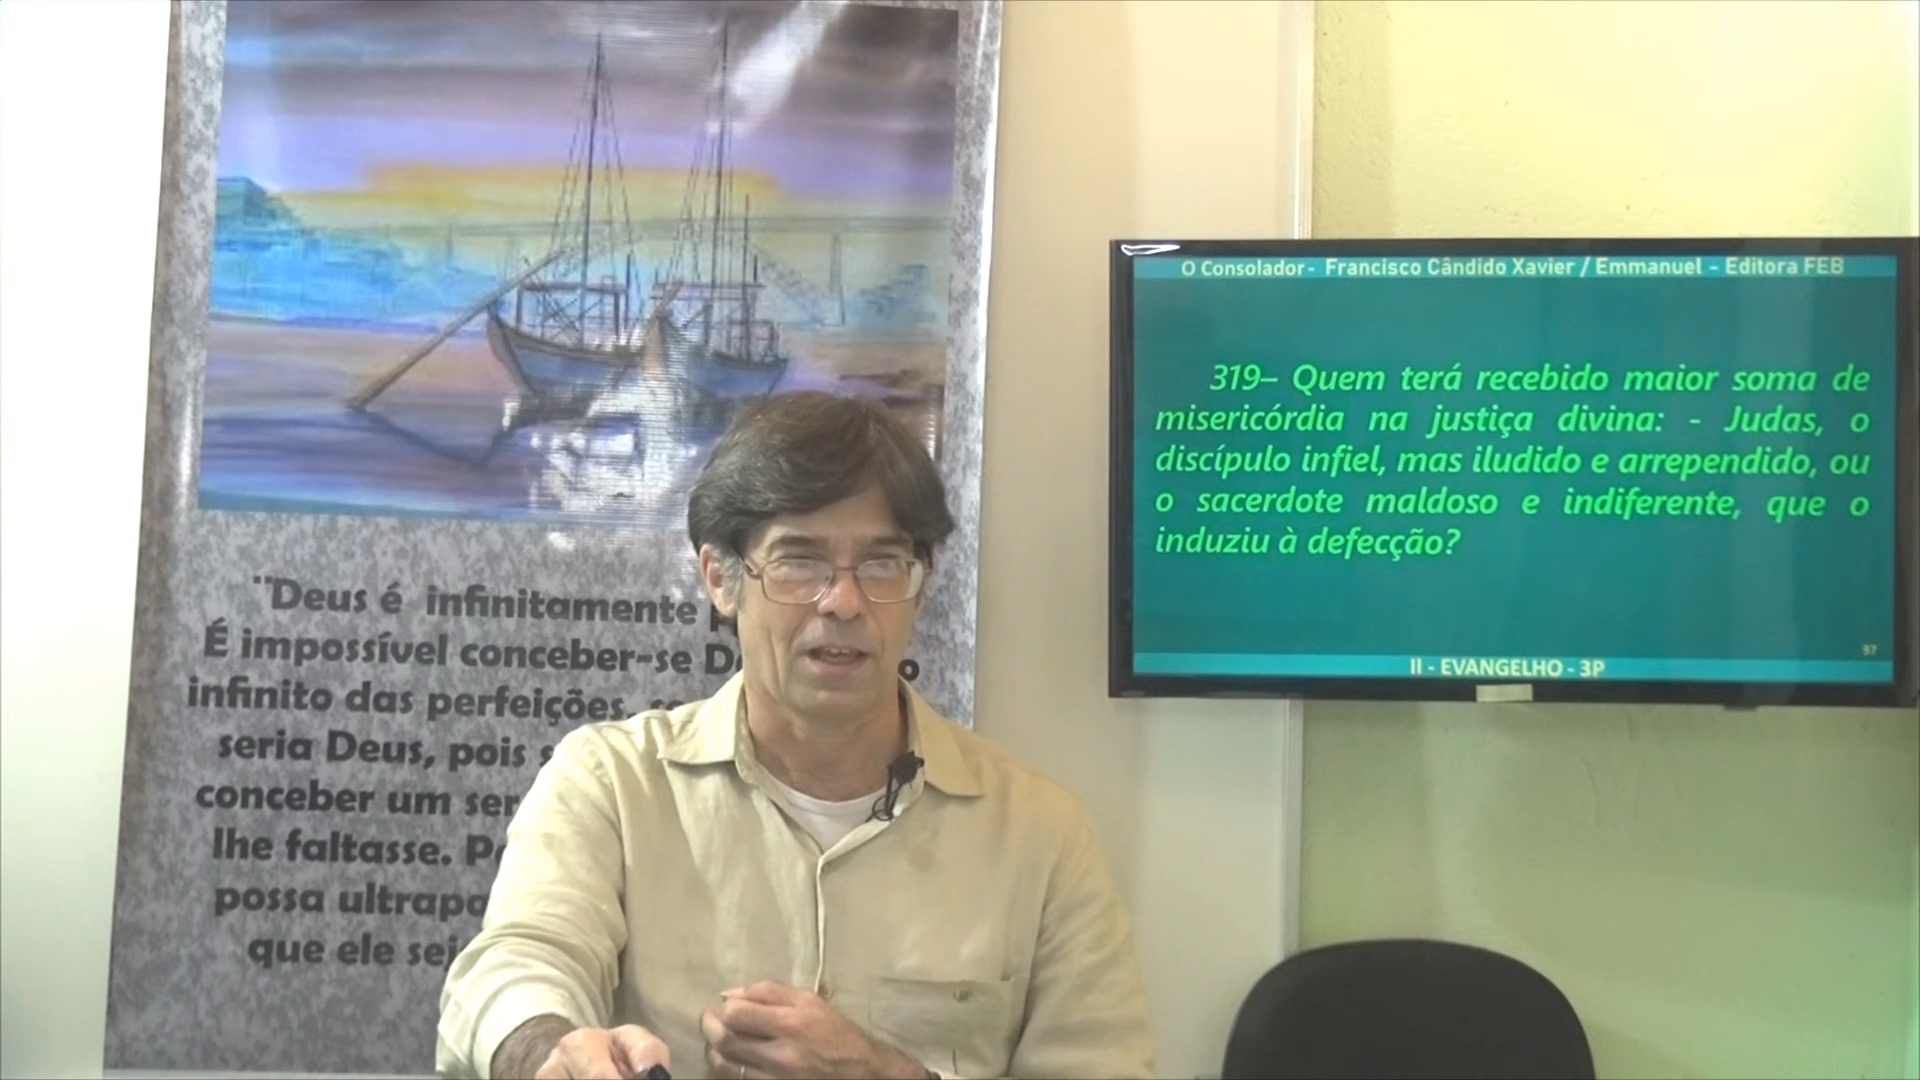 ¨Deus é infinitamente
É impossível conceber-se
infinito das perfeições,
seria Deus, pois
conceber um ser
lhe faltasse.
possa ultrapa
que ele sej
O Consolador - Francisco Cândido Xavier / Emmanuel - Editora FEB
319– Quem terá recebido maior soma de
misericórdia na justiça divina: - Judas, o
discípulo infiel, mas iludido e arrependido, ou
o sacerdote maldoso e indiferente, que o
induziu à defecção?
97
II - EVANGELHO - 3P